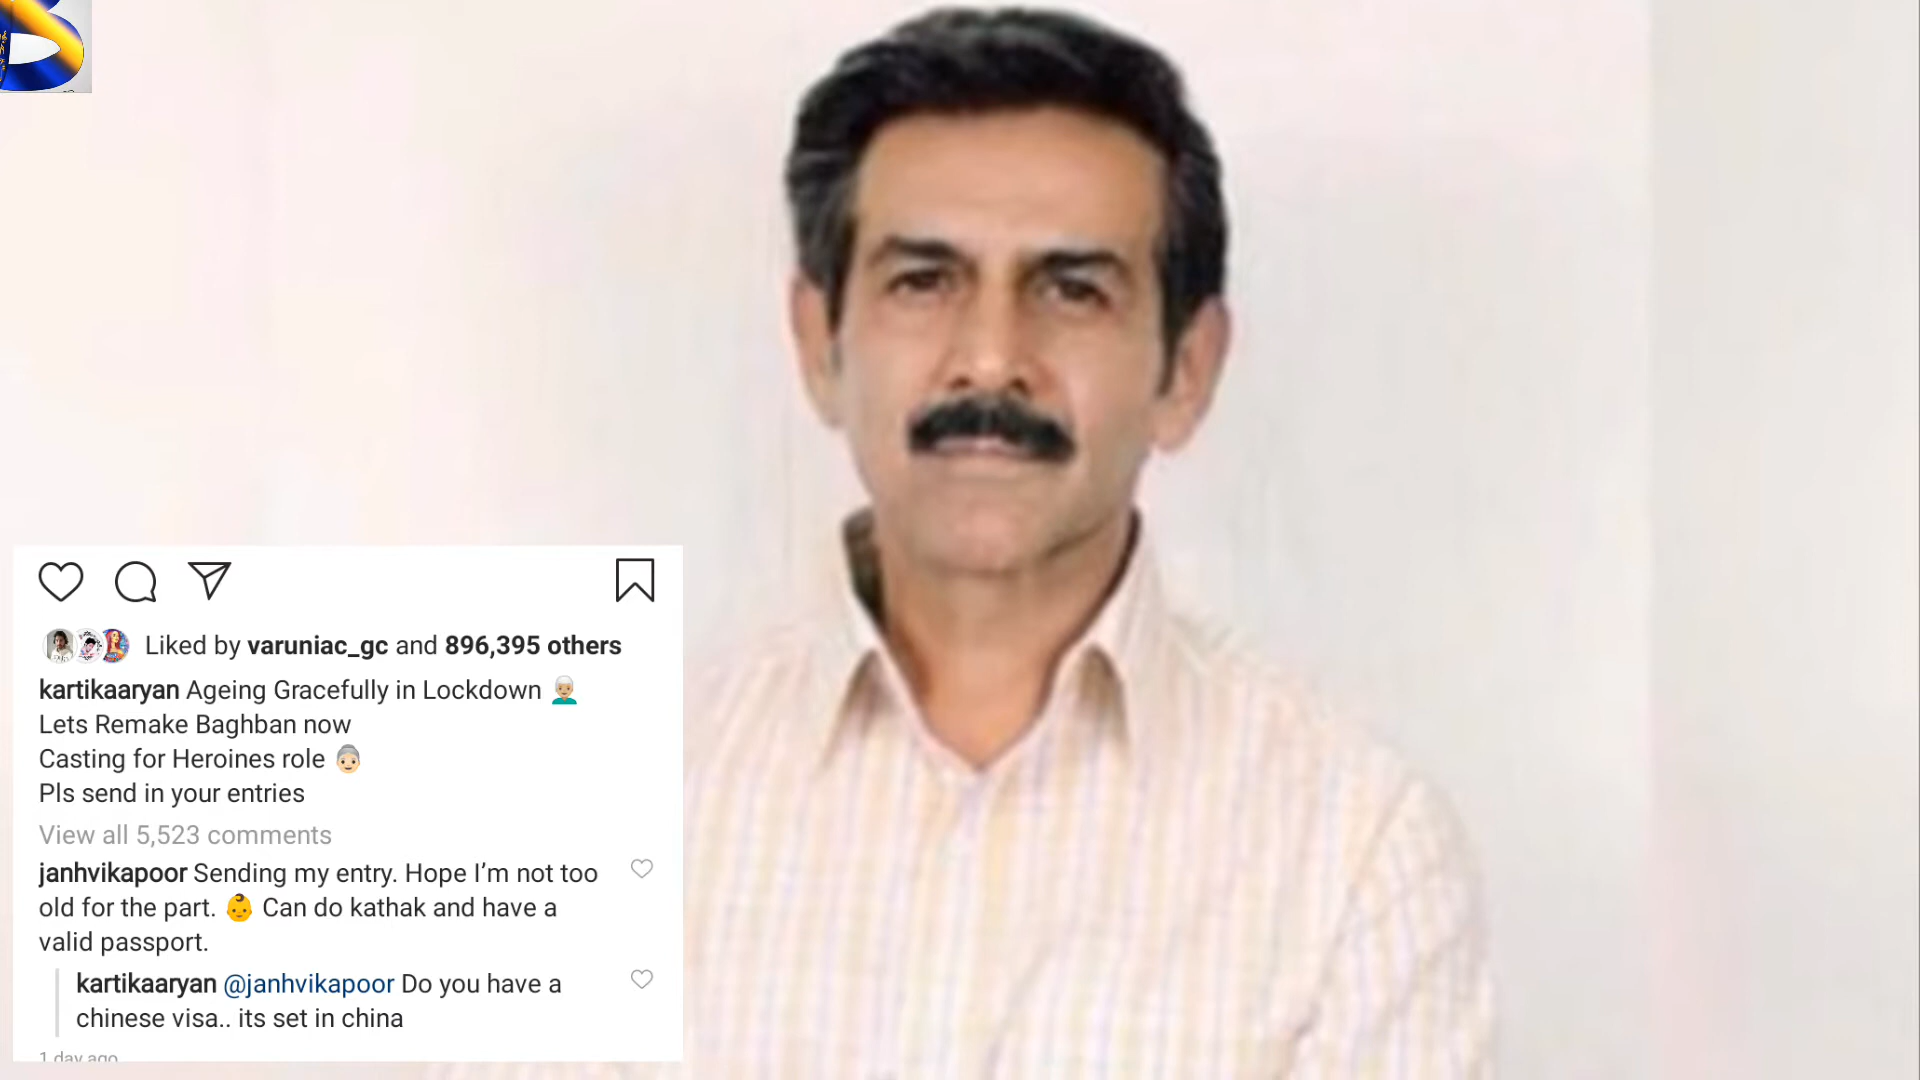 Liked by varuniac_gc and 896,395 others
kartikaaryan Ageing Gracefully in Lockdown 👨🏼‍🦳
Lets Remake Baghban now
Casting for Heroines role 👵🏼
Pls send in your entries
View all 5,523 comments
janhvikapoor Sending my entry. Hope I’m not too
old for the part. 👶 Can do kathak and have a
valid passport.
kartikaaryan @janhvikapoor Do you have a
chinese visa.. its set in china
1 day ago